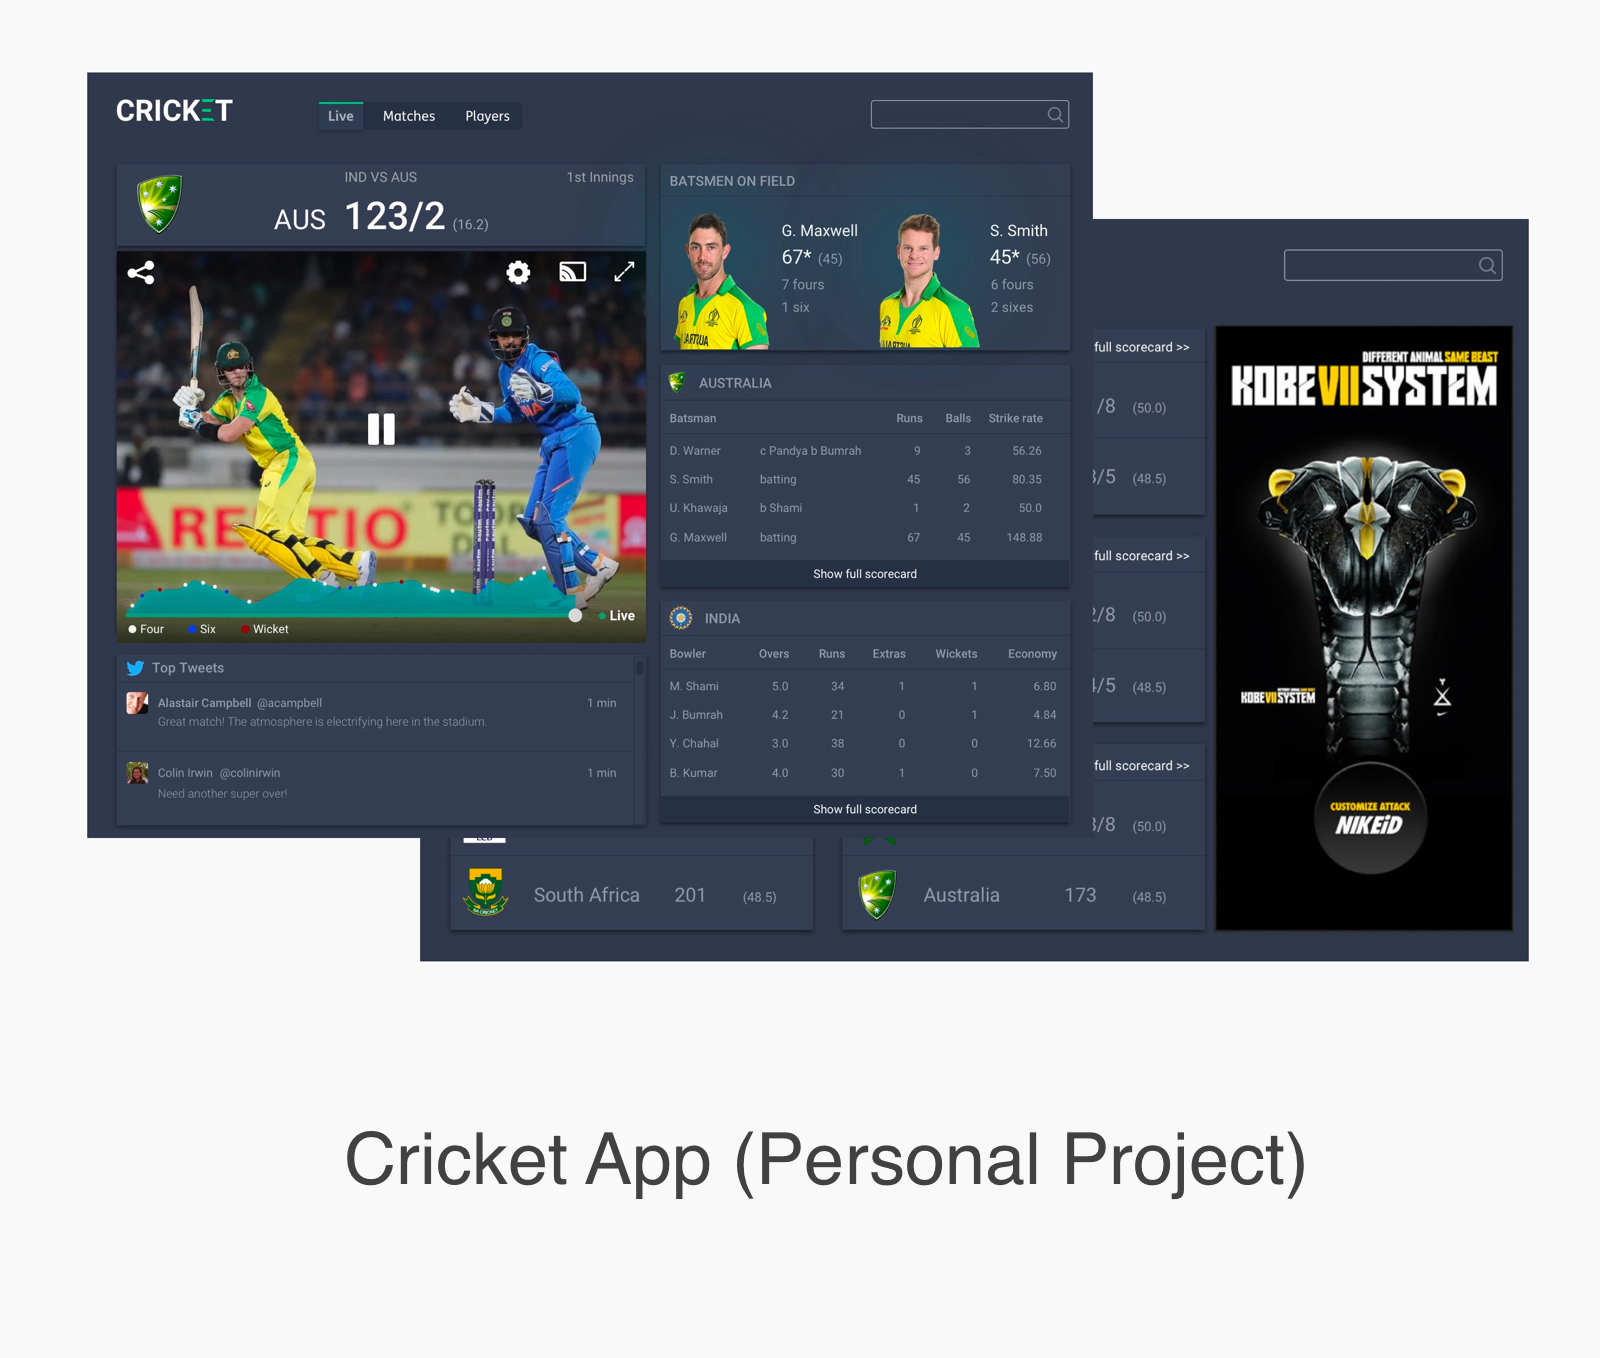 CRICKET
Live Matches Players
IND VS AUS
1st Innings
AUS 123/2 (16.2)
BATSMEN ON FIELD
G. Maxwell
67* (45)
7 fours
1 six
S. Smith
45* (56)
6 fours
2 sixes
AUSTRALIA
Batsman Runs Balls Strike rate
D. Warner c Pandya b Bumrah 9 3 56.26
S. Smith batting 45 56 80.35
U. Khawaja b Shami 1 2 50.0
G. Maxwell batting 67 45 148.88
Show full scorecard
INDIA
Bowler Overs Runs Extras Wickets Economy
M. Shami 5.0 34 1 1 6.80
J. Bumrah 4.2 21 0 1 4.84
Y. Chahal 3.0 38 0 0 12.66
B. Kumar 4.0 30 1 0 7.50
Show full scorecard
Four Six Wicket
Live
Top Tweets
Alastair Campbell @acampbell 1 min
Great match! The atmosphere is electrifying here in the stadium.
Colin Irwin @colinirwin 1 min
Need another super over!
full scorecard >>
/8 (50.0)
/5 (48.5)
full scorecard >>
/8 (50.0)
/5 (48.5)
full scorecard >>
/8 (50.0)
South Africa 201 (48.5)
Australia 173 (48.5)
DIFFERENT ANIMAL SAME BEAST
KOBE VII SYSTEM
KOBE VII SYSTEM
CUSTOMIZE ATTACK
NIKEiD
Cricket App (Personal Project)